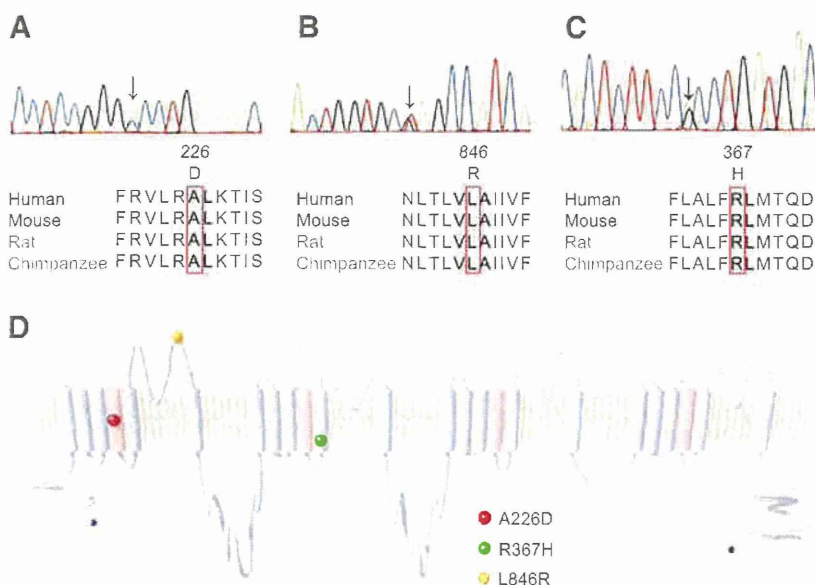 A
B
C
226
D
Human FRVLRALKTIS
Mouse FRVLRALKTIS
Rat FRVLRALKTIS
Chimpanzee FRVLRALKTIS
846
R
Human NLTLVLAIIVF
Mouse NLTLVLAIIVF
Rat NLTLVLAIIVF
Chimpanzee NLTLVLAIIVF
367
H
Human FLALFRLMTQD
Mouse FLALFRLMTQD
Rat FLALFRLMTQD
Chimpanzee FLALFRLMTQD
D
A226D
R367H
L846R